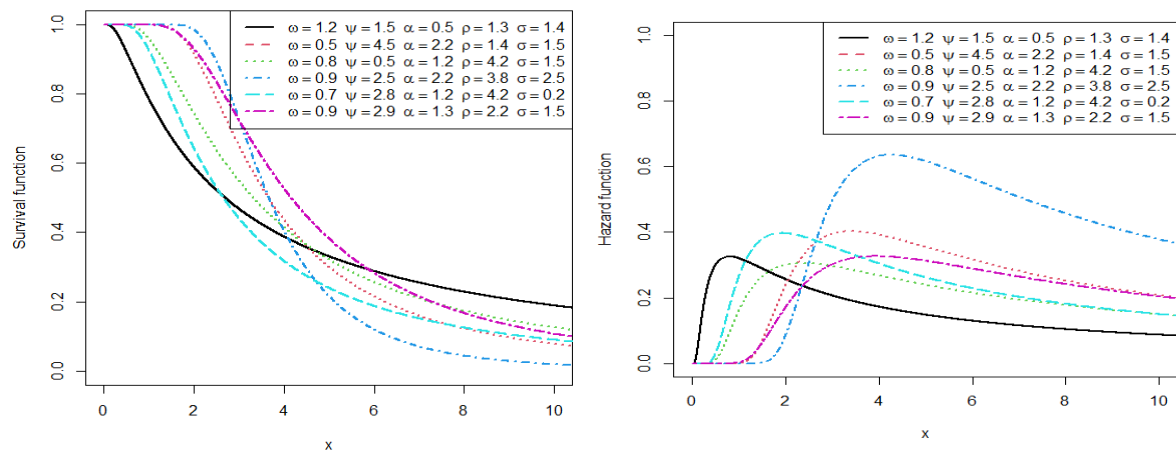 1.0
0.8
0.6
0.4
0.2
0.0
Survival function
0 2 4 6 8 10
x
ω = 1.2 ψ = 1.5 α = 0.5 ρ = 1.3 σ = 1.4
ω = 0.5 ψ = 4.5 α = 2.2 ρ = 1.4 σ = 1.5
ω = 0.8 ψ = 0.5 α = 1.2 ρ = 4.2 σ = 1.5
ω = 0.9 ψ = 2.5 α = 2.2 ρ = 3.8 σ = 2.5
ω = 0.7 ψ = 2.8 α = 1.2 ρ = 4.2 σ = 0.2
ω = 0.9 ψ = 2.9 α = 1.3 ρ = 2.2 σ = 1.5
1.0
0.8
0.6
0.4
0.2
0.0
Hazard function
0 2 4 6 8 10
x
ω = 1.2 ψ = 1.5 α = 0.5 ρ = 1.3 σ = 1.4
ω = 0.5 ψ = 4.5 α = 2.2 ρ = 1.4 σ = 1.5
ω = 0.8 ψ = 0.5 α = 1.2 ρ = 4.2 σ = 1.5
ω = 0.9 ψ = 2.5 α = 2.2 ρ = 3.8 σ = 2.5
ω = 0.7 ψ = 2.8 α = 1.2 ρ = 4.2 σ = 0.2
ω = 0.9 ψ = 2.9 α = 1.3 ρ = 2.2 σ = 1.5